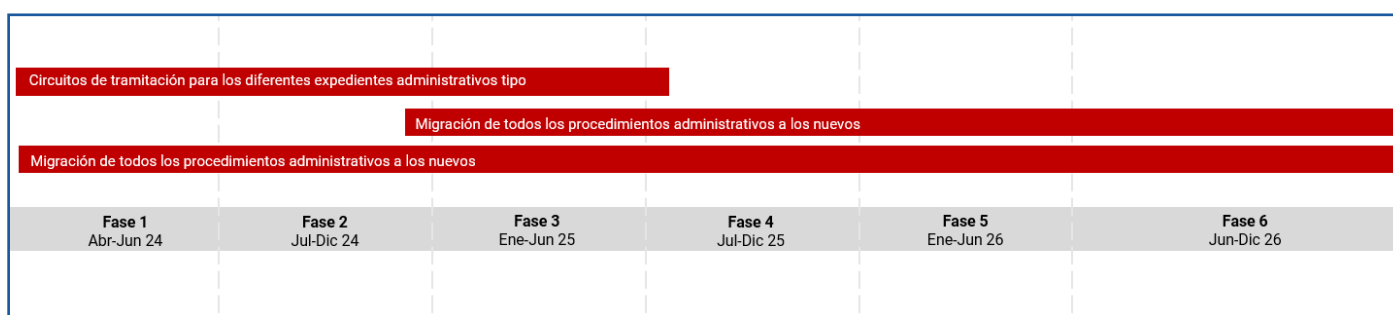 Circuitos de tramitación para los diferentes expedientes administrativos tipo
Migración de todos los procedimientos administrativos a los nuevos
Migración de todos los procedimientos administrativos a los nuevos
Fase 1
Abr-Jun 24
Fase 2
Jul-Dic 24
Fase 3
Ene-Jun 25
Fase 4
Jul-Dic 25
Fase 5
Ene-Jun 26
Fase 6
Jun-Dic 26